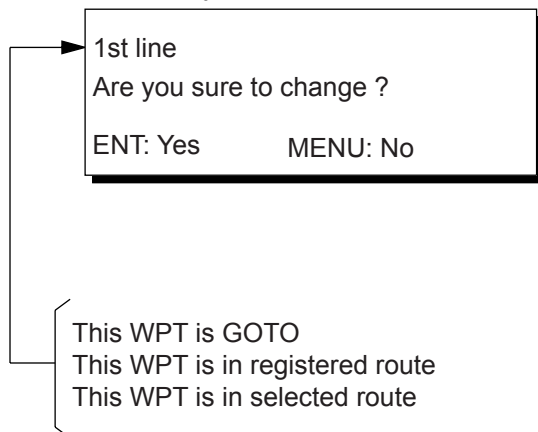 1st line
Are you sure to change ?
ENT: Yes MENU: No
This WPT is GOTO
This WPT is in registered route
This WPT is in selected route